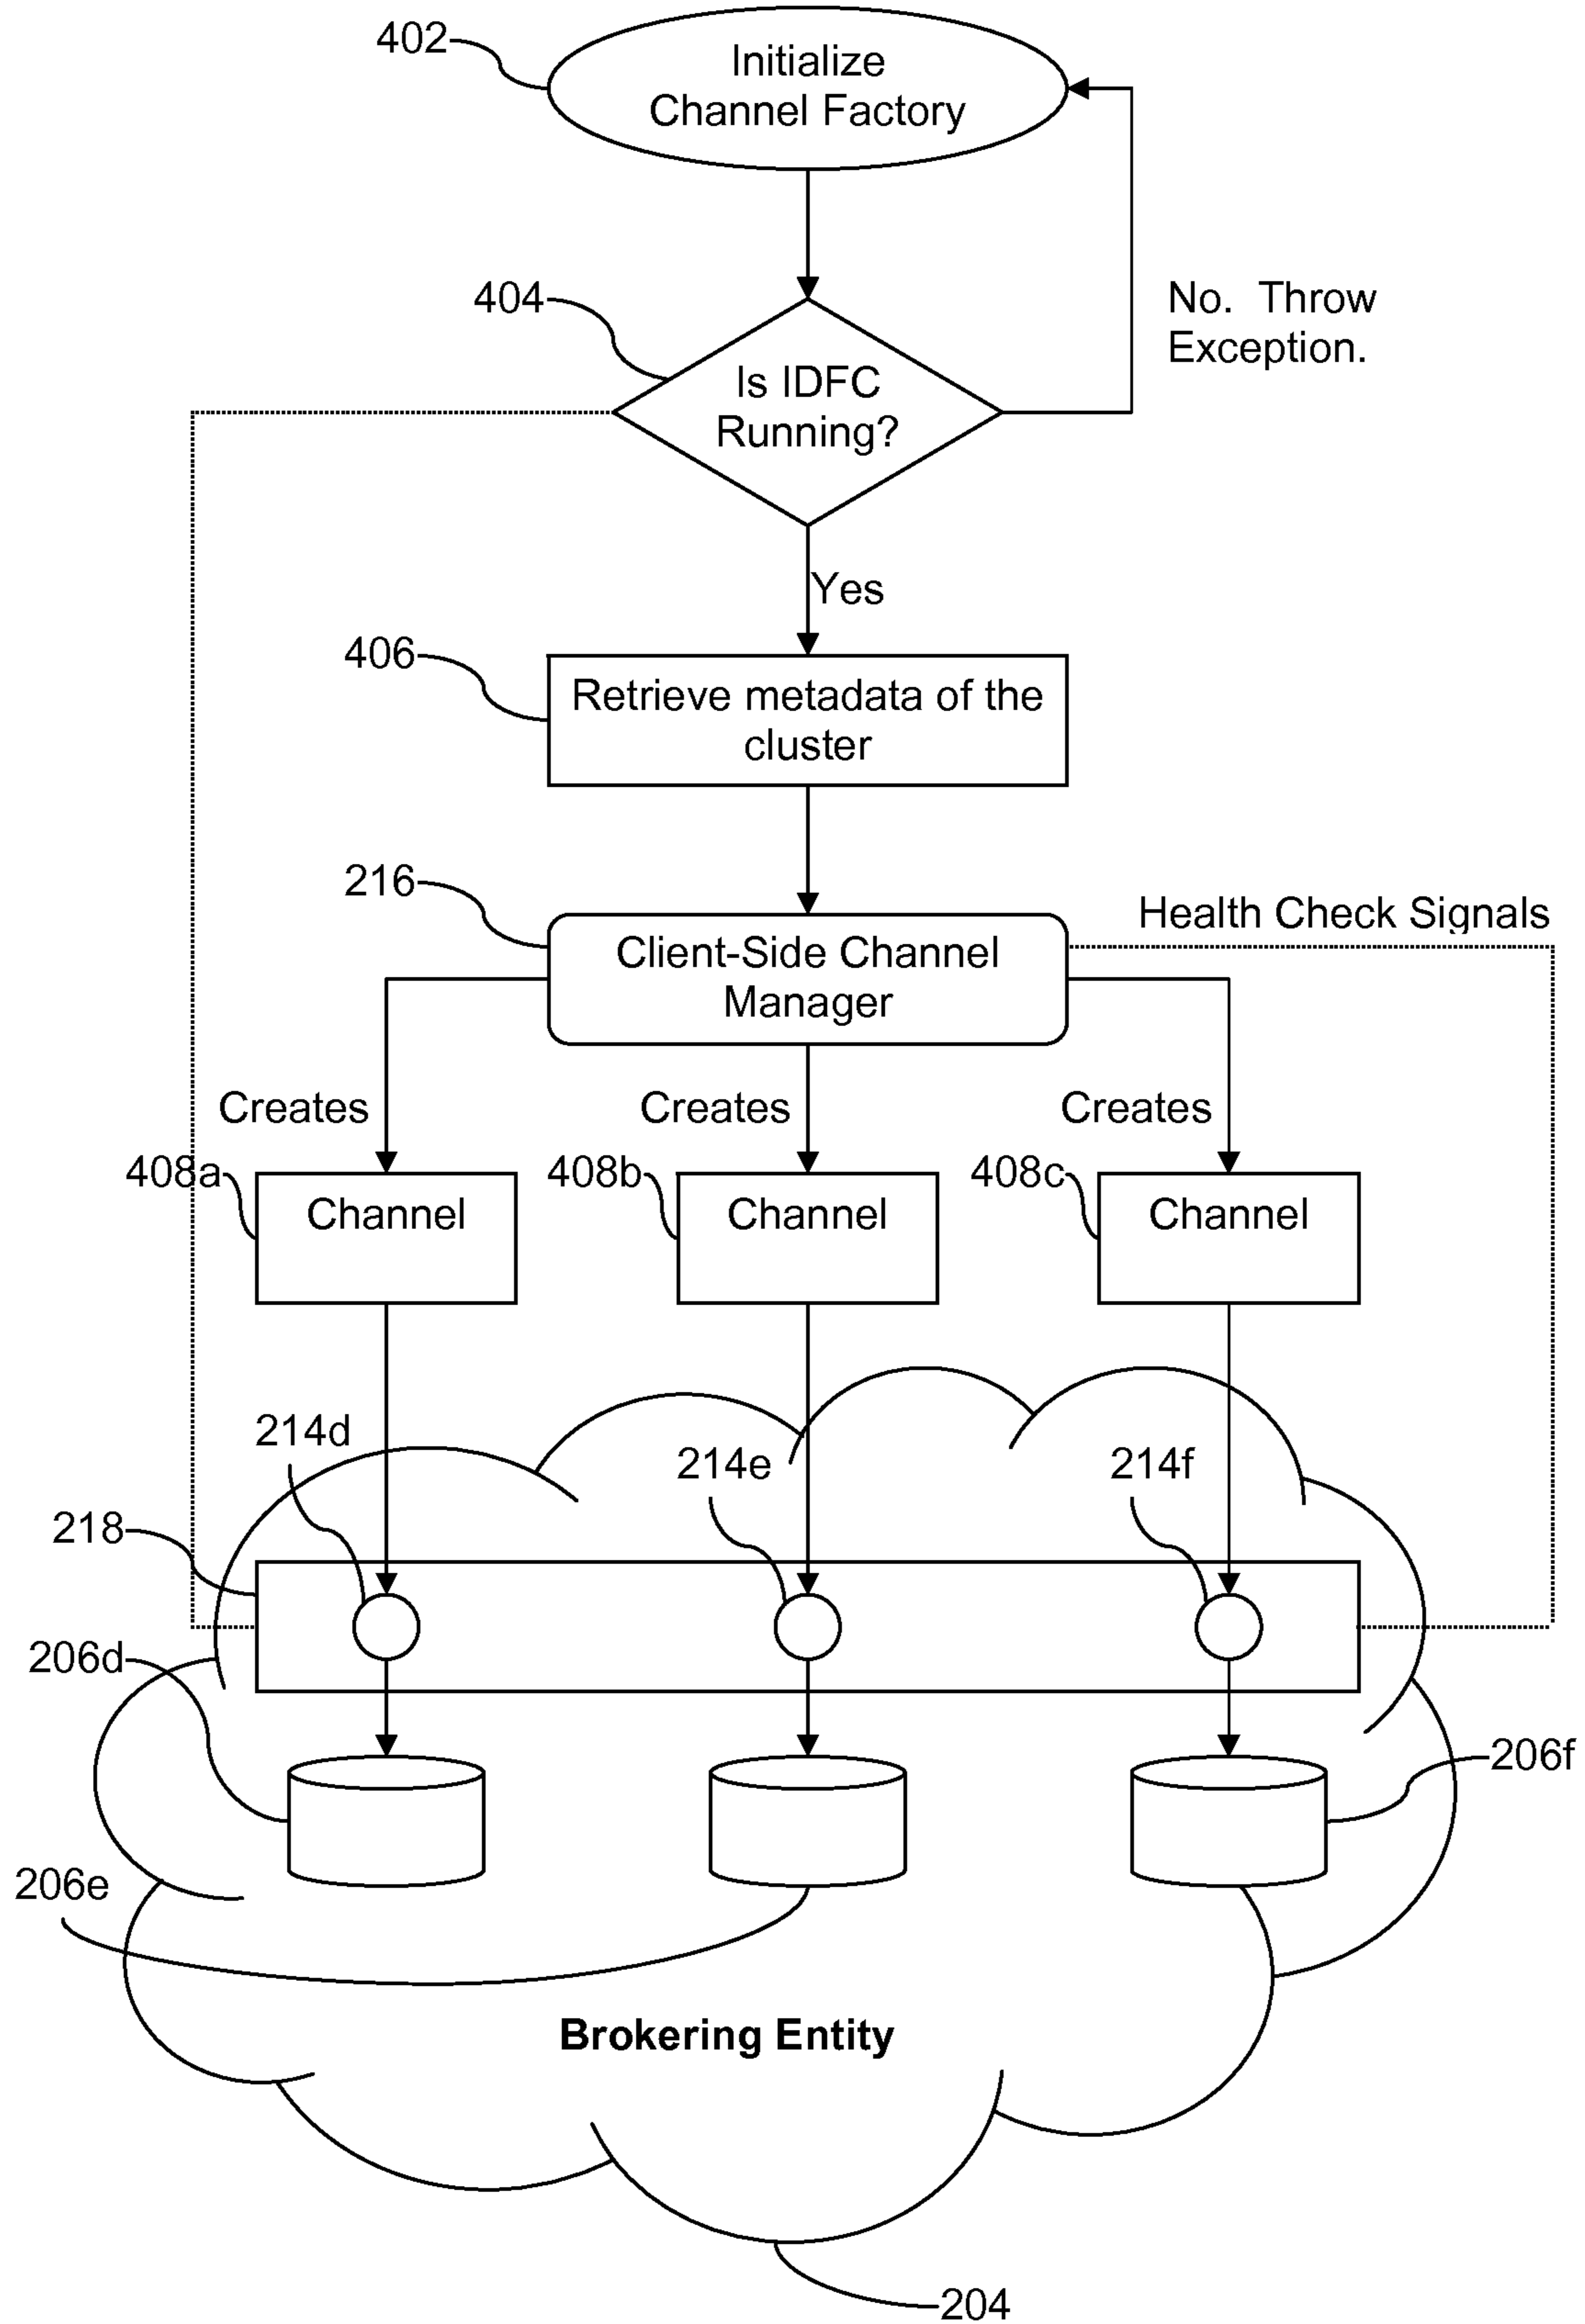 402
Initialize
Channel Factory
404
No. Throw
Exception.
Is IDFC
Running?
Yes
406
Retrieve metadata of the
cluster
216
Health Check Signals
Client-Side Channel
Manager
Creates
Creates
Creates
408a
408b
408c
Channel
Channel
Channel
214d
214e
214f
218
206d
206f
206e
Brokering Entity
204